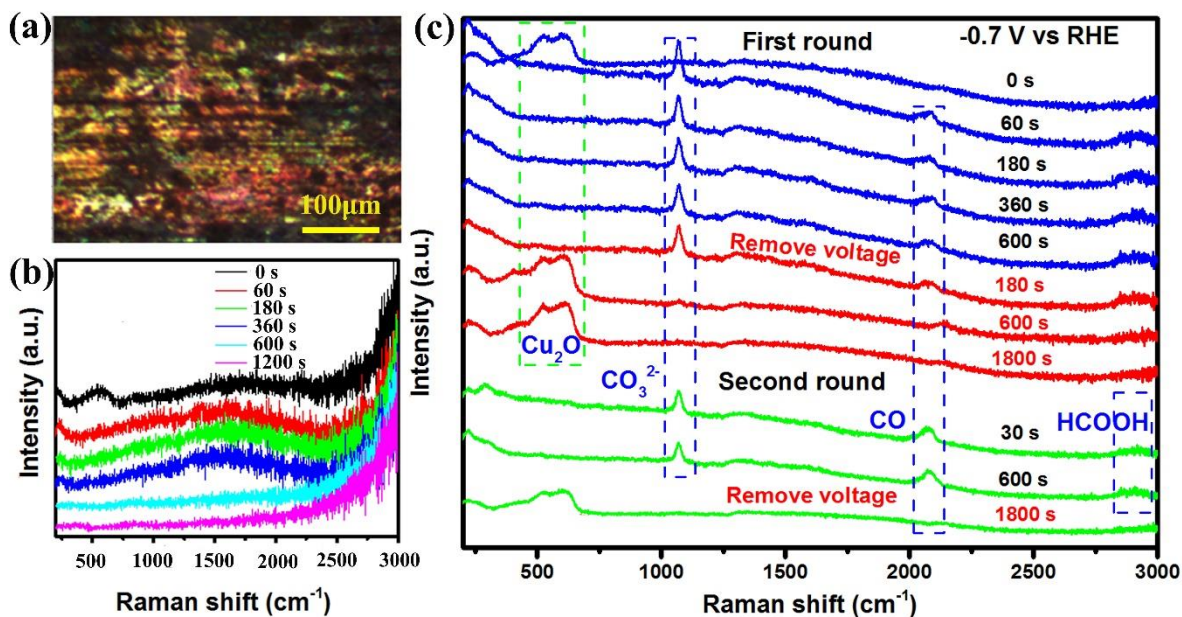 (a)
100μm
(b)
0 s
60 s
180 s
360 s
600 s
1200 s
Intensity (a.u.)
500 1000 1500 2000 2500 3000
Raman shift (cm⁻¹)
(c)
First round
-0.7 V vs RHE
0 s
60 s
180 s
360 s
600 s
Remove voltage
180 s
600 s
1800 s
Cu₂O
CO₃²⁻
Second round
CO
HCOOH
30 s
600 s
Remove voltage
1800 s
Intensity (a.u.)
500 1000 1500 2000 2500 3000
Raman shift (cm⁻¹)